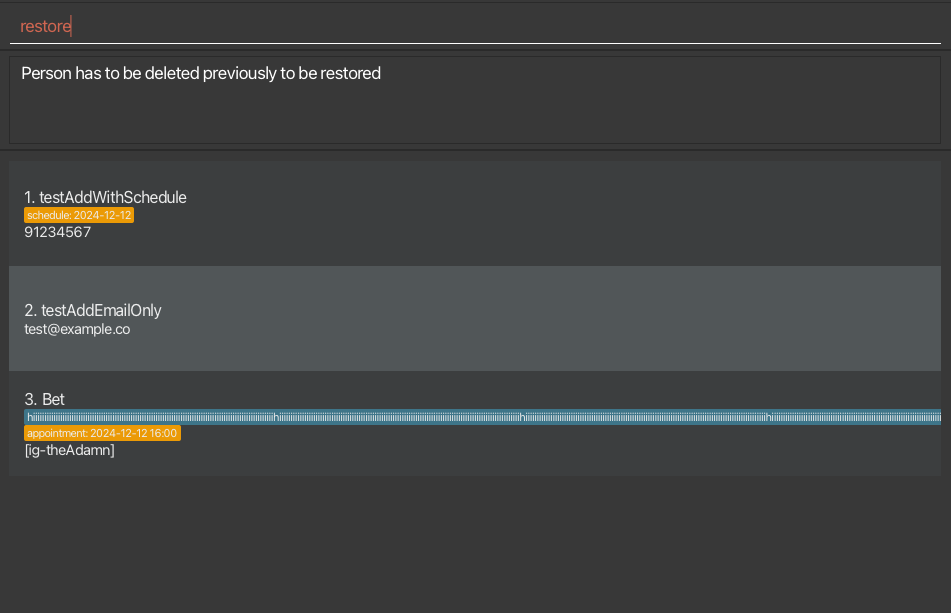 restore
Person has to be deleted previously to be restored
1. testAddWithSchedule
schedule: 2024-12-12
91234567
2. testAddEmailOnly
test@example.co
3. Bet
appointment: 2024-12-12 16:00
[ig-theAdamn]